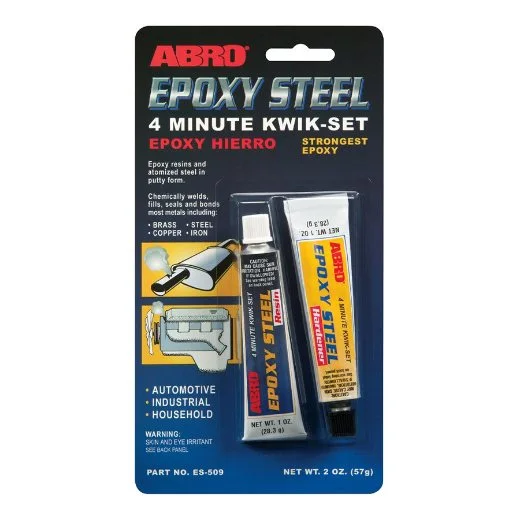 ABRO
EPOXY STEEL
4 MINUTE KWIK-SET
EPOXY HIERRO
STRONGEST
EPOXY
Epoxy resins and
atomized steel in
putty form.
Chemically welds,
fills, seals and bonds
most metals including:
• BRASS • STEEL
• COPPER • IRON
• AUTOMOTIVE
• INDUSTRIAL
• HOUSEHOLD
WARNING:
SKIN AND EYE IRRITANT
SEE BACK PANEL
PART NO. ES-509
NET WT. 2 OZ. (57g)
CAUTION:
MAY CAUSE SKIN
ABRO
EPOXY STEEL
Resin
4 MINUTE KWIK-SET
NET WT. 1 OZ.
(28.3 g)
NET WT. 1 OZ.
(28.3 g)
ABRO
EPOXY STEEL
Hardener
4 MINUTE KWIK-SET
CAUTION: